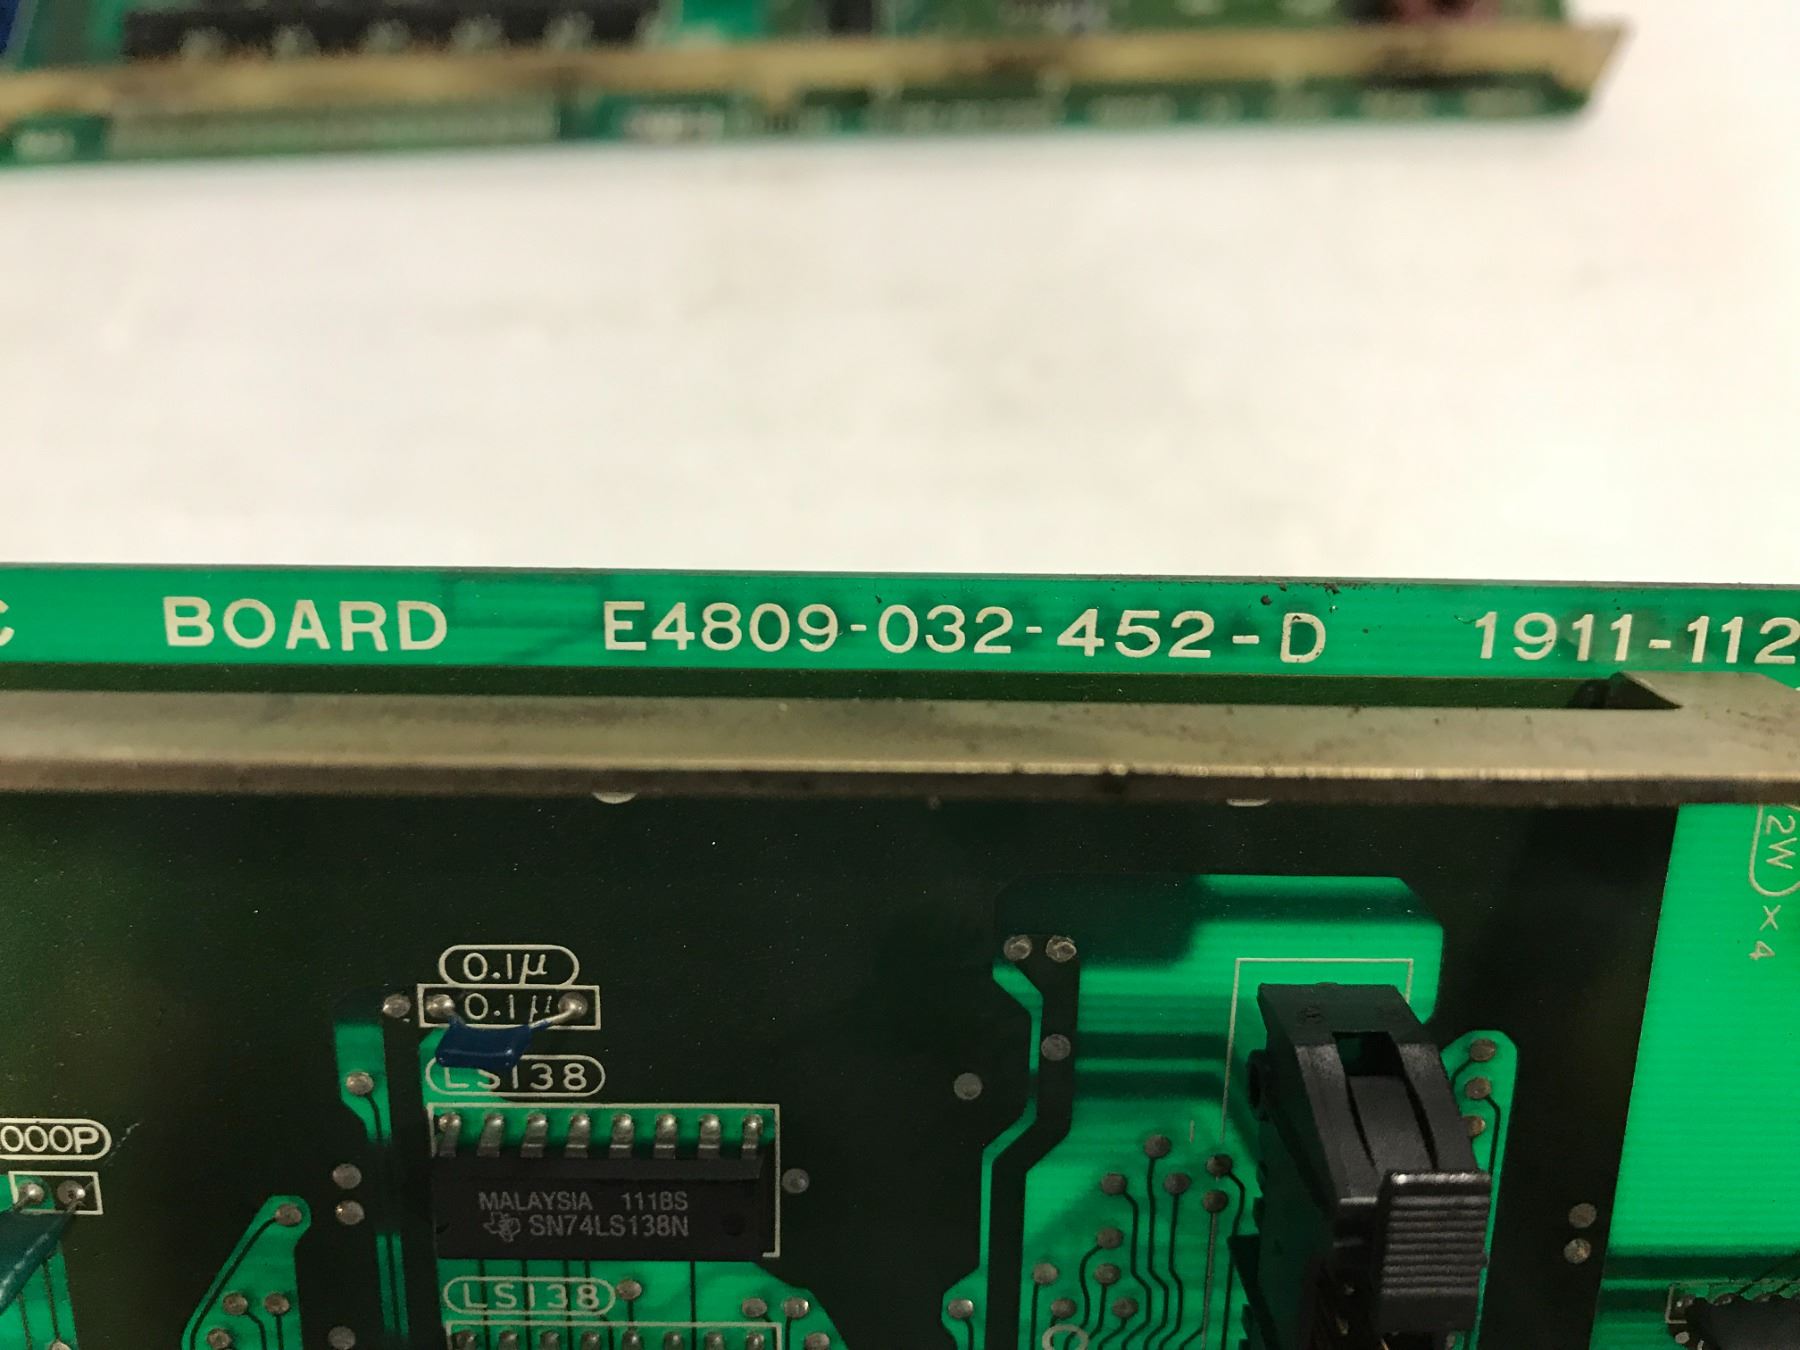 C BOARD E4809-032-452-D 1911-112
2W
×4
0.1μ
0.1μ
LS138
000P
MALAYSIA 111BS
SN74LS138N
LS138